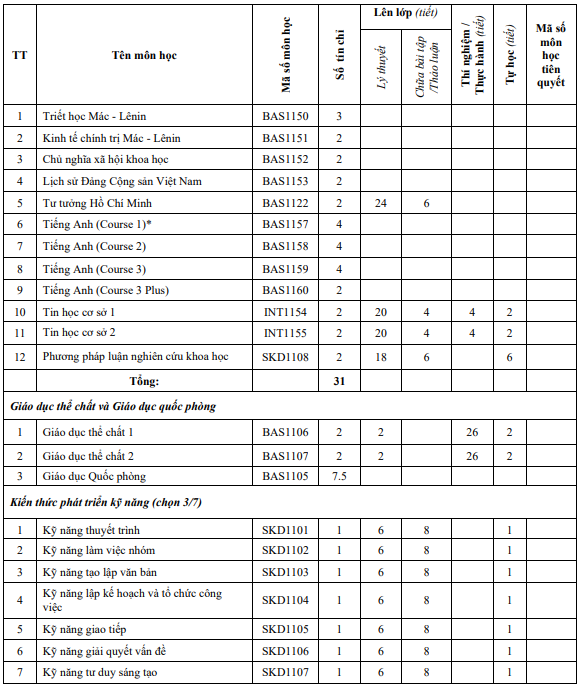 TT | Tên môn học | Mã số môn học | Số tín chỉ | Lên lớp (tiết) | Thí nghiệm / Thực hành (tiết) | Tự học (tiết) | Mã số môn học tiên quyết
Lý thuyết | Chữa bài tập /Thảo luận
1 | Triết học Mác - Lênin | BAS1150 | 3
2 | Kinh tế chính trị Mác - Lênin | BAS1151 | 2
3 | Chủ nghĩa xã hội khoa học | BAS1152 | 2
4 | Lịch sử Đảng Cộng sản Việt Nam | BAS1153 | 2
5 | Tư tưởng Hồ Chí Minh | BAS1122 | 2 | 24 | 6
6 | Tiếng Anh (Course 1)* | BAS1157 | 4
7 | Tiếng Anh (Course 2) | BAS1158 | 4
8 | Tiếng Anh (Course 3) | BAS1159 | 4
9 | Tiếng Anh (Course 3 Plus) | BAS1160 | 2
10 | Tin học cơ sở 1 | INT1154 | 2 | 20 | 4 | 4 | 2
11 | Tin học cơ sở 2 | INT1155 | 2 | 20 | 4 | 4 | 2
12 | Phương pháp luận nghiên cứu khoa học | SKD1108 | 2 | 18 | 6 | 6
Tổng: | 31
Giáo dục thể chất và Giáo dục quốc phòng
1 | Giáo dục thể chất 1 | BAS1106 | 2 | 2 | 26 | 2
2 | Giáo dục thể chất 2 | BAS1107 | 2 | 2 | 26 | 2
3 | Giáo dục Quốc phòng | BAS1105 | 7.5
Kiến thức phát triển kỹ năng (chọn 3/7)
1 | Kỹ năng thuyết trình | SKD1101 | 1 | 6 | 8 | 1
2 | Kỹ năng làm việc nhóm | SKD1102 | 1 | 6 | 8 | 1
3 | Kỹ năng tạo lập văn bản | SKD1103 | 1 | 6 | 8 | 1
4 | Kỹ năng lập kế hoạch và tổ chức công việc | SKD1104 | 1 | 6 | 8 | 1
5 | Kỹ năng giao tiếp | SKD1105 | 1 | 6 | 8 | 1
6 | Kỹ năng giải quyết vấn đề | SKD1106 | 1 | 6 | 8 | 1
7 | Kỹ năng tư duy sáng tạo | SKD1107 | 1 | 6 | 8 | 1